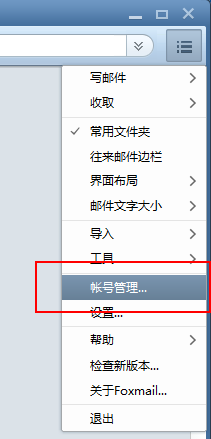 写邮件
收取
常用文件夹
往来邮件边栏
界面布局
邮件文字大小
导入
工具
帐号管理...
设置...
帮助
检查新版本...
关于Foxmail...
退出